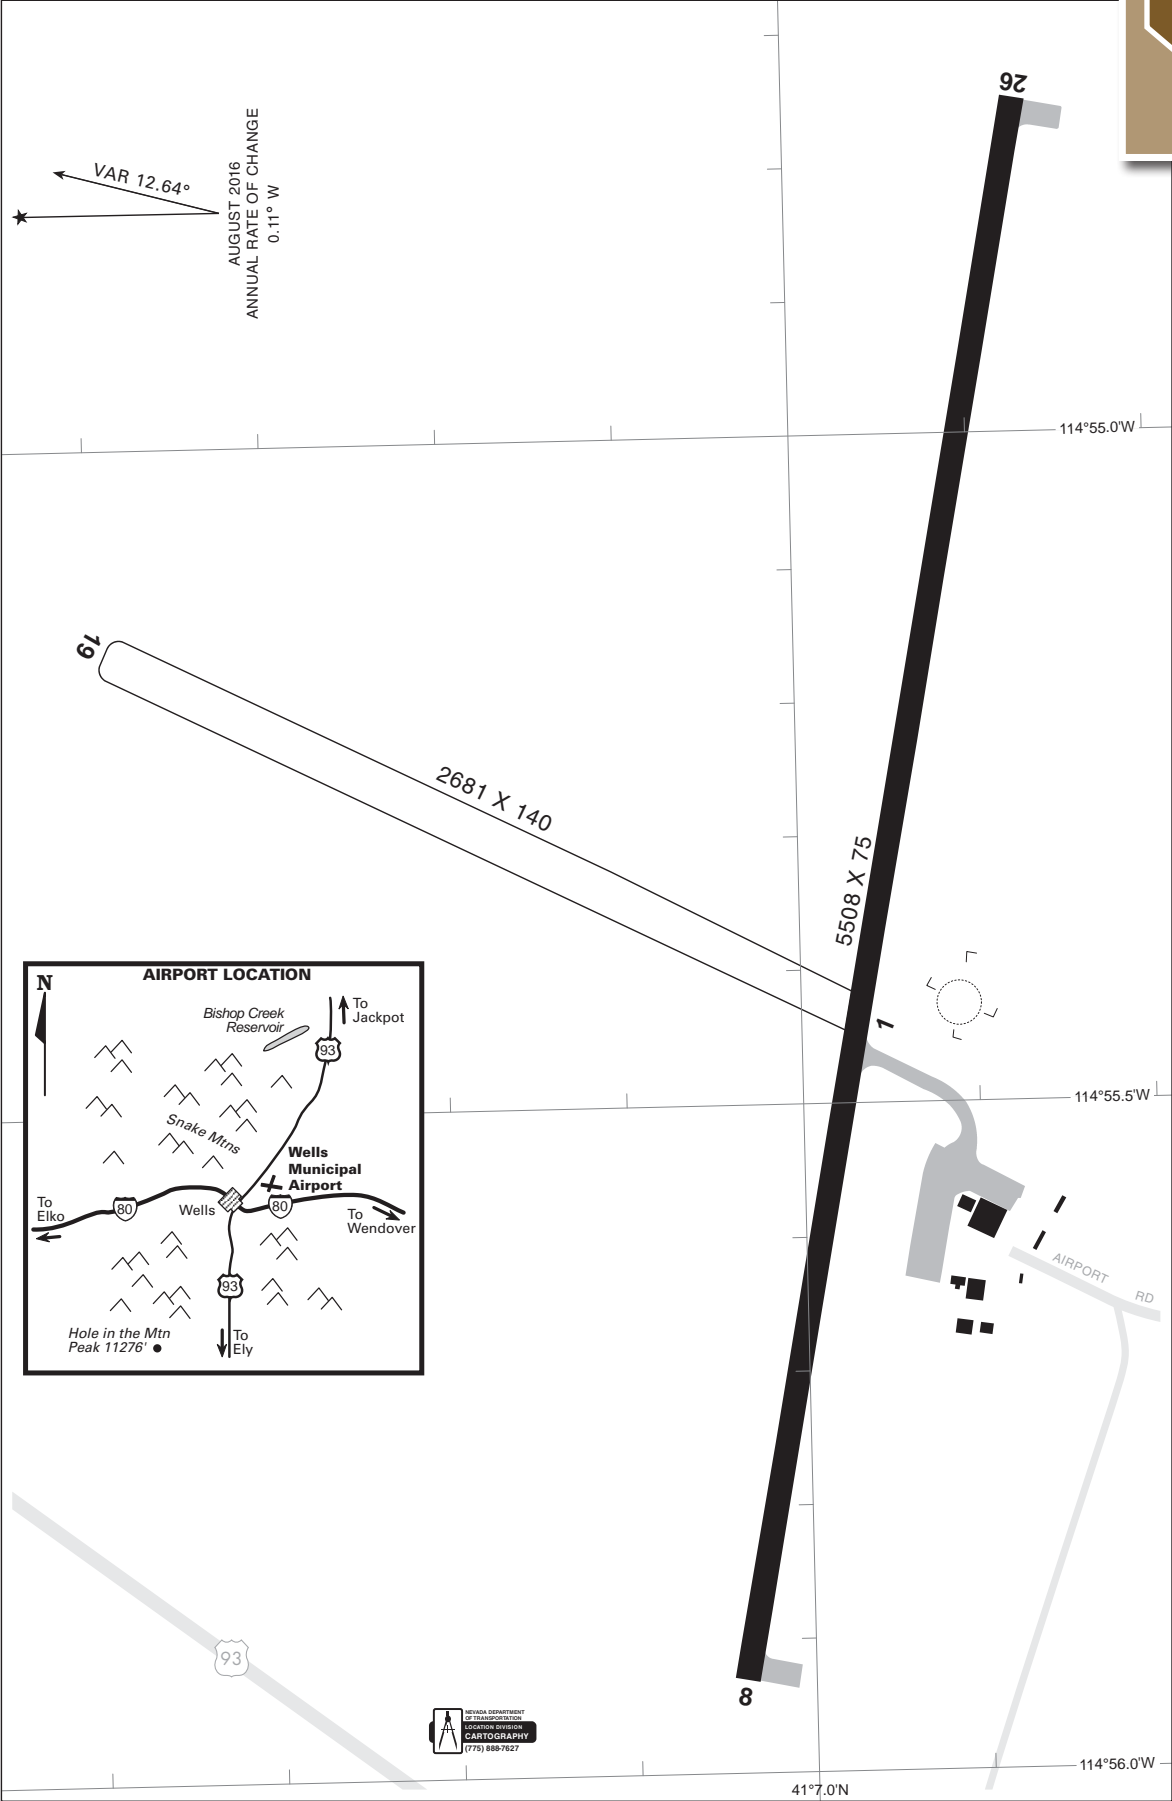 26
VAR 12.64°
AUGUST 2016
ANNUAL RATE OF CHANGE
0.11° W
114°55.0'W
19
2681 X 140
5508 X 75
1
AIRPORT LOCATION
N
Bishop Creek
Reservoir
To
Jackpot
93
Snake Mtns
Wells
Municipal
Airport
To
Elko
80
Wells
80
To
Wendover
93
Hole in the Mtn
Peak 11276'
To
Ely
114°55.5'W
AIRPORT RD
93
8
NEVADA DEPARTMENT
OF TRANSPORTATION
LOCATION DIVISION
CARTOGRAPHY
(775) 888-7627
114°56.0'W
41°7.0'N